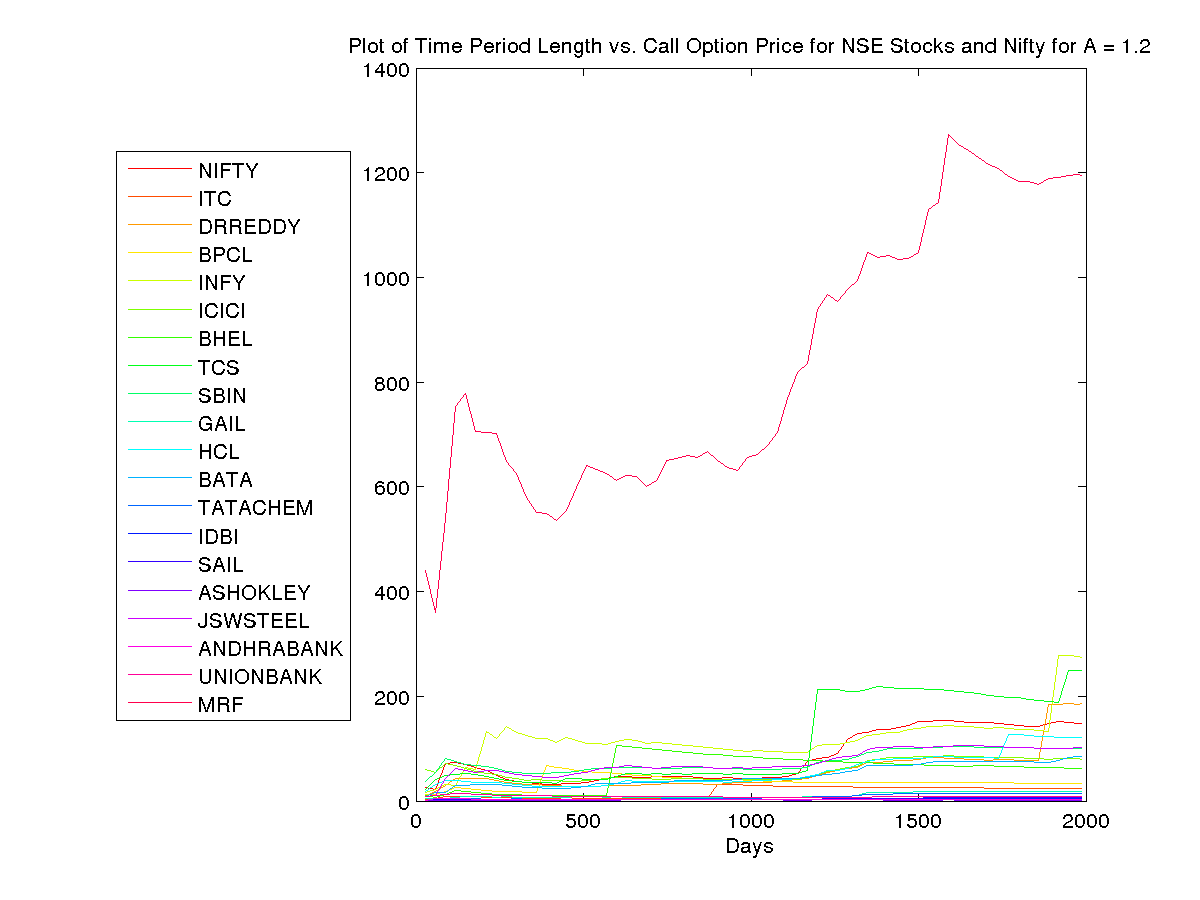 Plot of Time Period Length vs. Call Option Price for NSE Stocks and Nifty for A = 1.2
NIFTY
ITC
DRREDDY
BPCL
INFY
ICICI
BHEL
TCS
SBIN
GAIL
HCL
BATA
TATACHEM
IDBI
SAIL
ASHOKLEY
JSWSTEEL
ANDHRABANK
UNIONBANK
MRF
1400
1200
1000
800
600
400
200
0
0 500 1000 1500 2000
Days